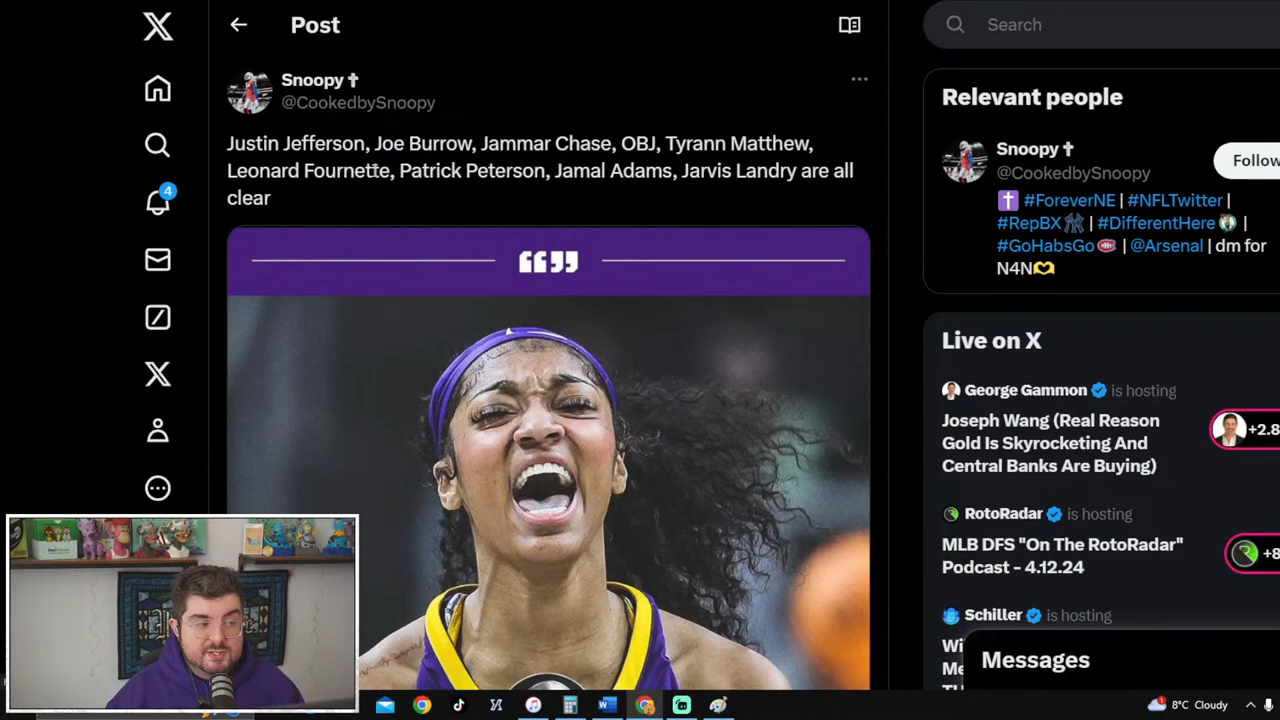 Post
Search
Snoopy✝
@CookedbySnoopy
Justin Jefferson, Joe Burrow, Jammar Chase, OBJ, Tyrann Matthew,
Leonard Fournette, Patrick Peterson, Jamal Adams, Jarvis Landry are all
clear
Relevant people
Snoopy✝
@CookedbySnoopy
Follow
#ForeverNE | #NFLTwitter |
#RepBX | #DifferentHere |
#GoHabsGo | @Arsenal | dm for
N4N
4
Live on X
George Gammon is hosting
Joseph Wang (Real Reason
Gold Is Skyrocketing And
Central Banks Are Buying)
+2.8
RotoRadar is hosting
MLB DFS "On The RotoRadar"
Podcast - 4.12.24
+8
Schiller is hosting
Wi
Me
Messages
8°C Cloudy